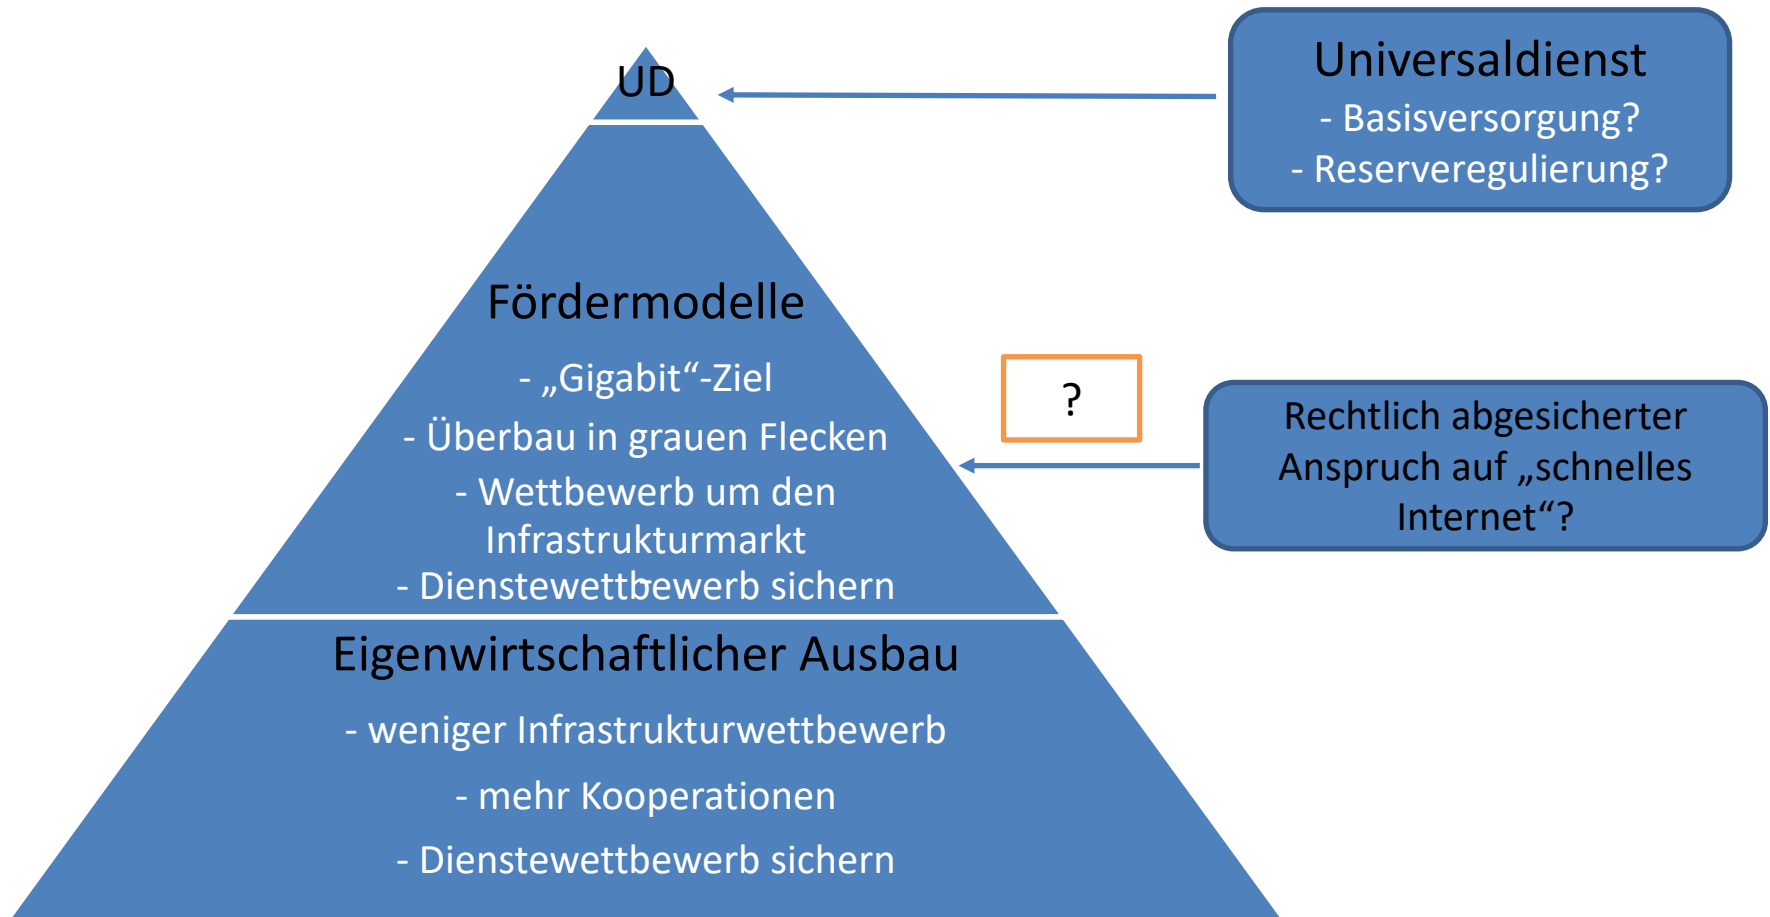 UD
Universaldienst
- Basisversorgung?
- Reserveregulierung?
Fördermodelle
- „Gigabit“-Ziel
- Überbau in grauen Flecken
- Wettbewerb um den
Infrastrukturmarkt
- Dienstewettbewerb sichern
-
?
Rechtlich abgesicherter
Anspruch auf „schnelles
Internet“?
Eigenwirtschaftlicher Ausbau
- weniger Infrastrukturwettbewerb
- mehr Kooperationen
- Dienstewettbewerb sichern